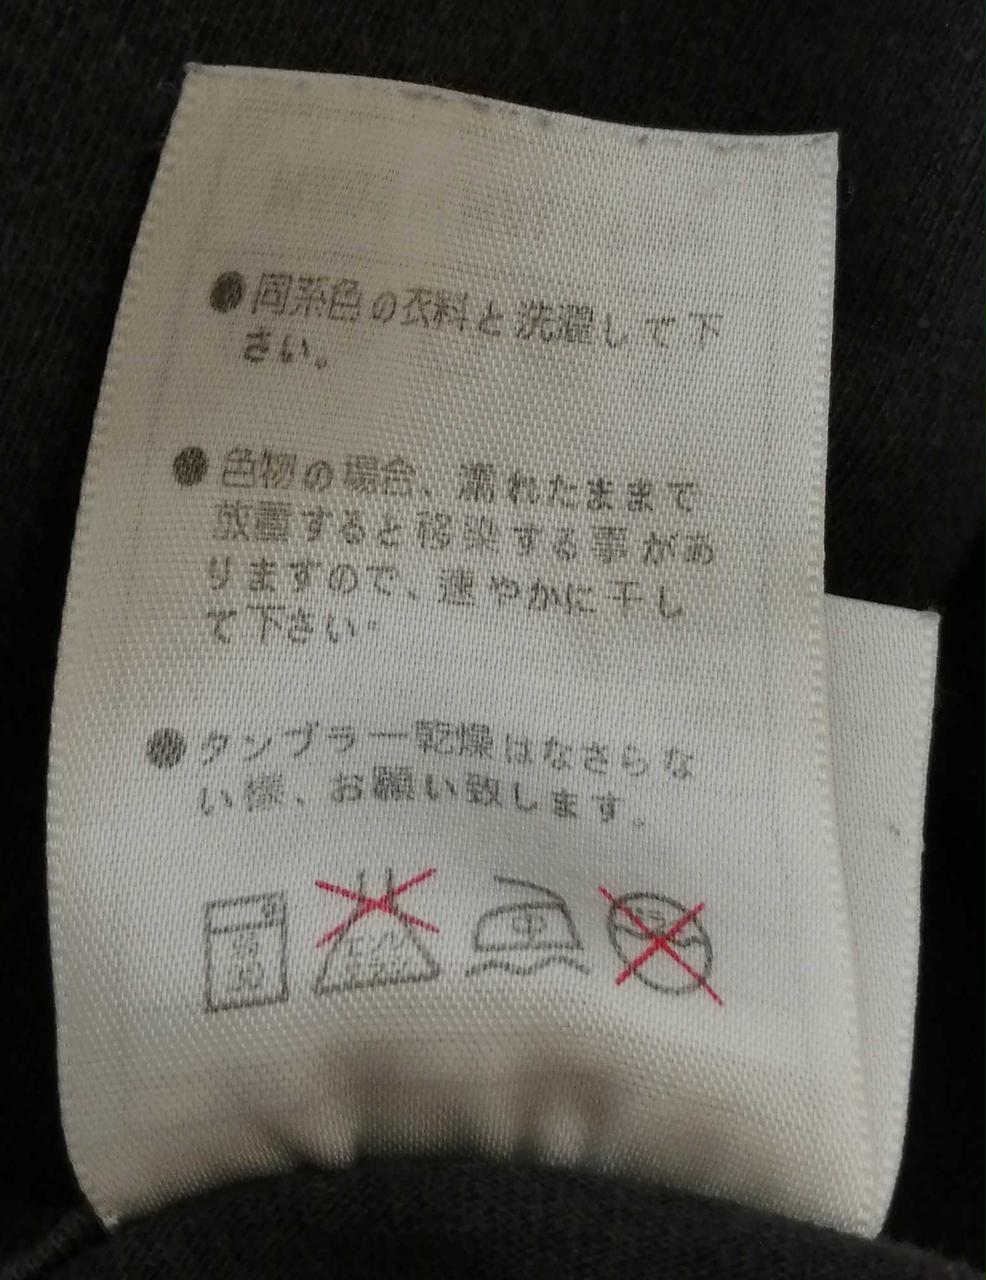 ●同系色の衣料と洗濯して下
さい。
●色物の場合、濡れたままで
放置すると移染する事があ
りますので、速やかに干し
て下さい。
●タンブラー乾燥はなさらな
い様、お願い致します。
中